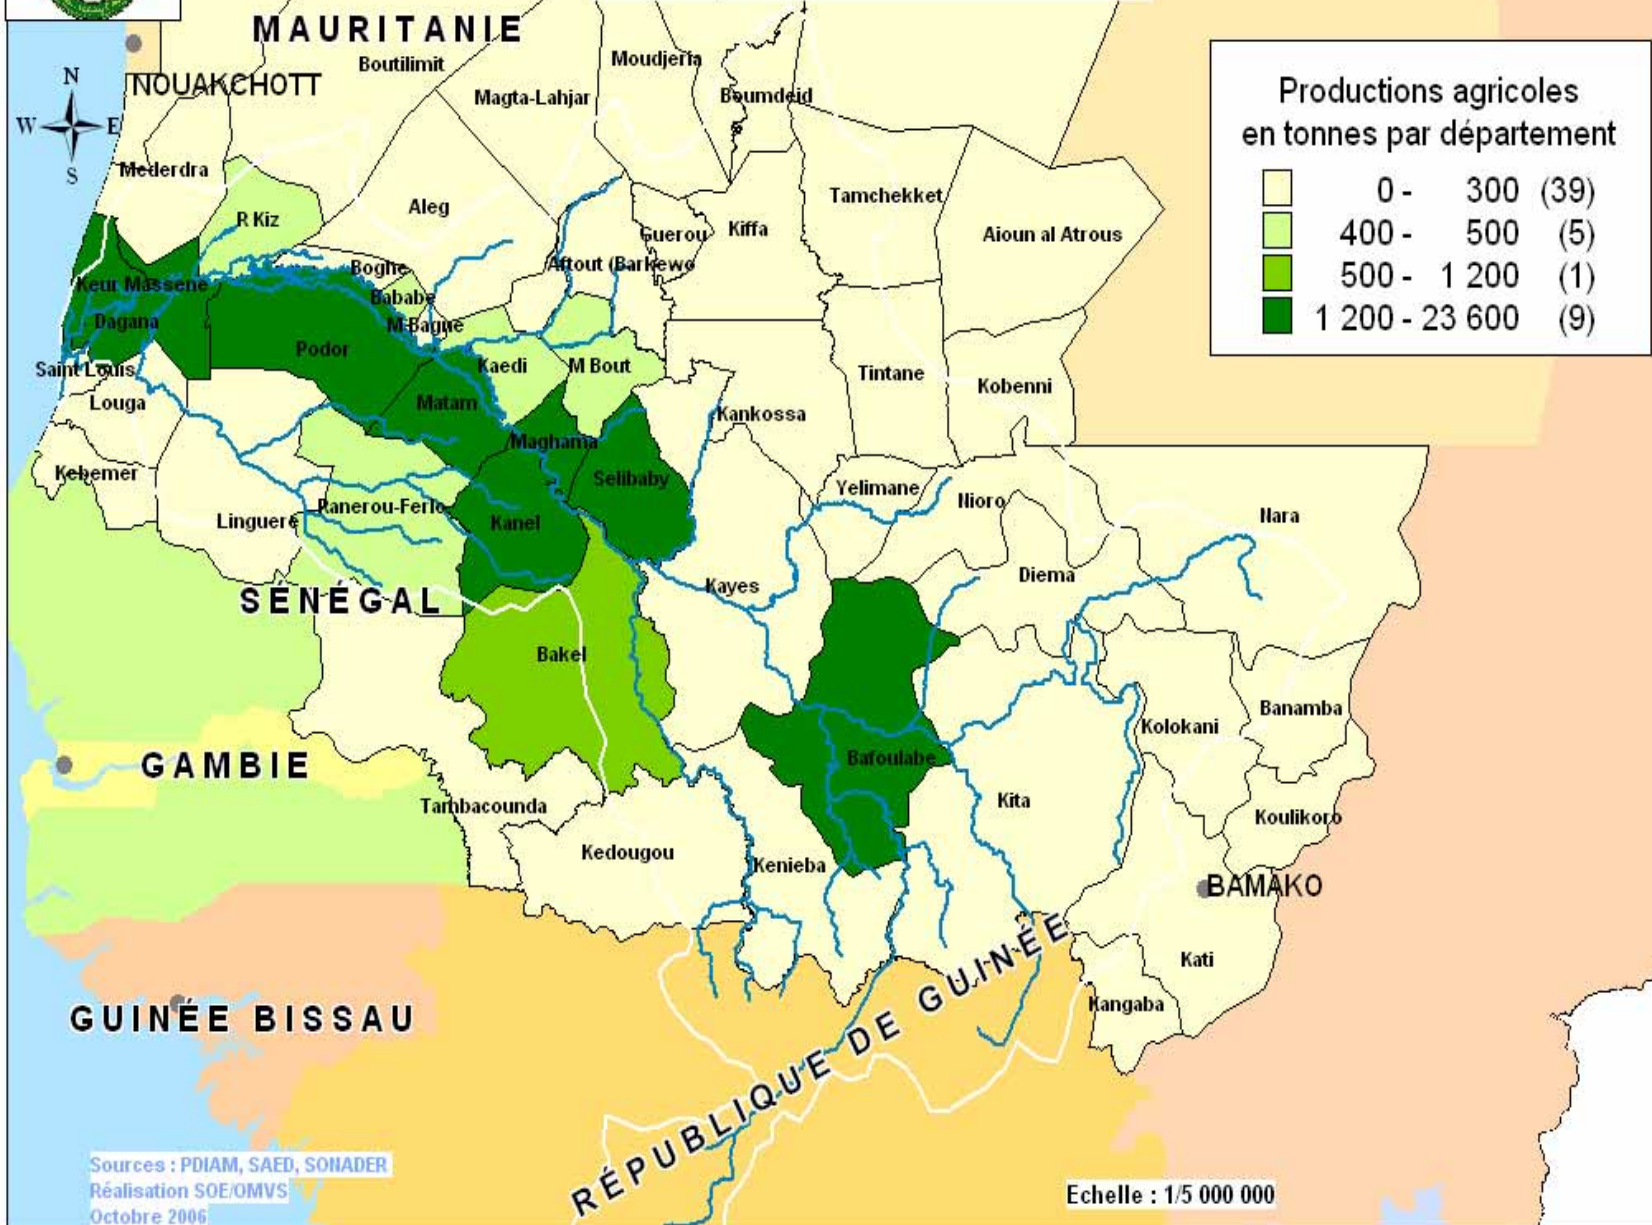 MAURITANIE
Boutilimit
Moudjeria
NOUAKCHOTT
Magta-Lahjar
Boumdeid
N
W
E
S
Mederdra
R Kiz
Aleg
Guerou
Kiffa
Tamchekket
Aioun al Atrous
Productions agricoles
en tonnes par département
0 - 300 (39)
400 - 500 (5)
500 - 1 200 (1)
1 200 - 23 600 (9)
Keur Massene
Boghe
Aftout (Barkewo
Bababe
Dagana
M Bague
Podor
Saint Louis
Kaedi
M Bout
Tintane
Kobenni
Louga
Matam
Kankossa
Maghama
Kebemer
Selibaby
Yelimane
Nioro
Linguere
Ranerou-Ferlo
Kanel
Nara
SÉNÉGAL
Kayes
Diema
Bakel
Kolokani
Banamba
GAMBIE
Bafoulabe
Tambacounda
Kita
Koulikoro
Kedougou
Kenieba
BAMAKO
Kati
Kangaba
GUINÉE BISSAU
RÉPUBLIQUE DE GUINÉE
Sources : PDIAM, SAED, SONADER
Réalisation SOE/OMVS
Octobre 2006
Echelle : 1/5 000 000